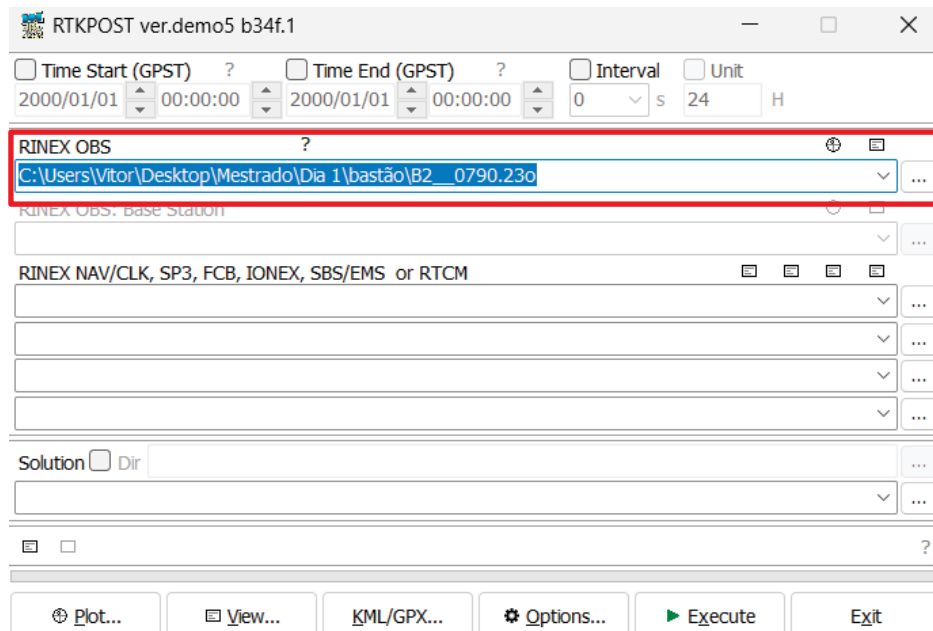 RTKPOST ver.demo5 b34f.1
Time Start (GPST) ? Time End (GPST) ? Interval Unit
2000/01/01 00:00:00 2000/01/01 00:00:00 0 s 24 H
RINEX OBS ?
C:\Users\Vitor\Desktop\Mestrado\Dia 1\bastão\B2__0790.23o
...
RINEX OBS: Base Station
...
RINEX NAV/CLK, SP3, FCB, IONEX, SBS/EMS or RTCM
...
...
...
...
Solution Dir ...
...
?
Plot... View... KML/GPX... Options... Execute Exit